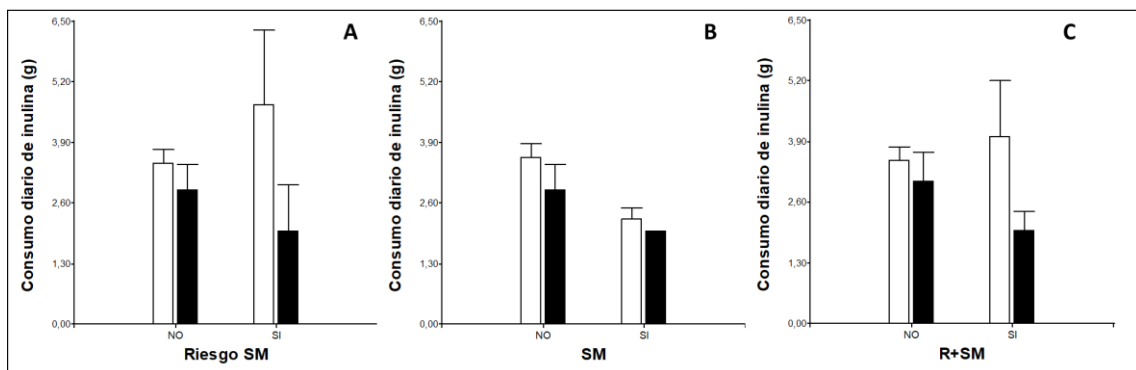 A
Consumo diario de inulina (g)
6,50
5,20
3,90
2,60
1,30
0,00
NO
SI
Riesgo SM
B
Consumo diario de inulina (g)
6,50
5,20
3,90
2,60
1,30
0,00
NO
SI
SM
C
Consumo diario de inulina (g)
6,50
5,20
3,90
2,60
1,30
0,00
NO
SI
R+SM